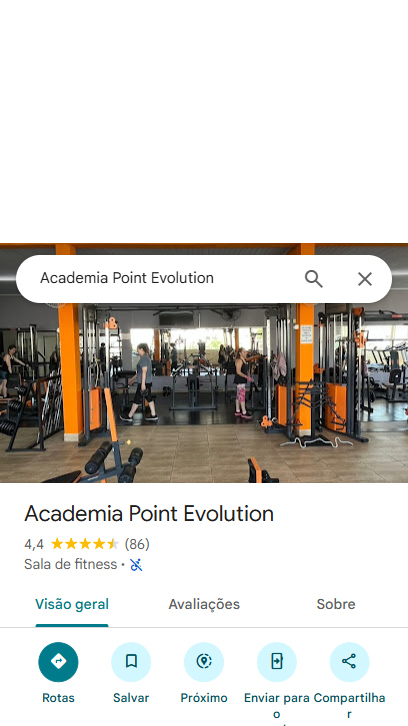 Academia Point Evolution
Academia Point Evolution
4,4 (86)
Sala de fitness ·
Visão geral
Avaliações
Sobre
Rotas
Salvar
Próximo
Enviar para
o
Compartilha
r